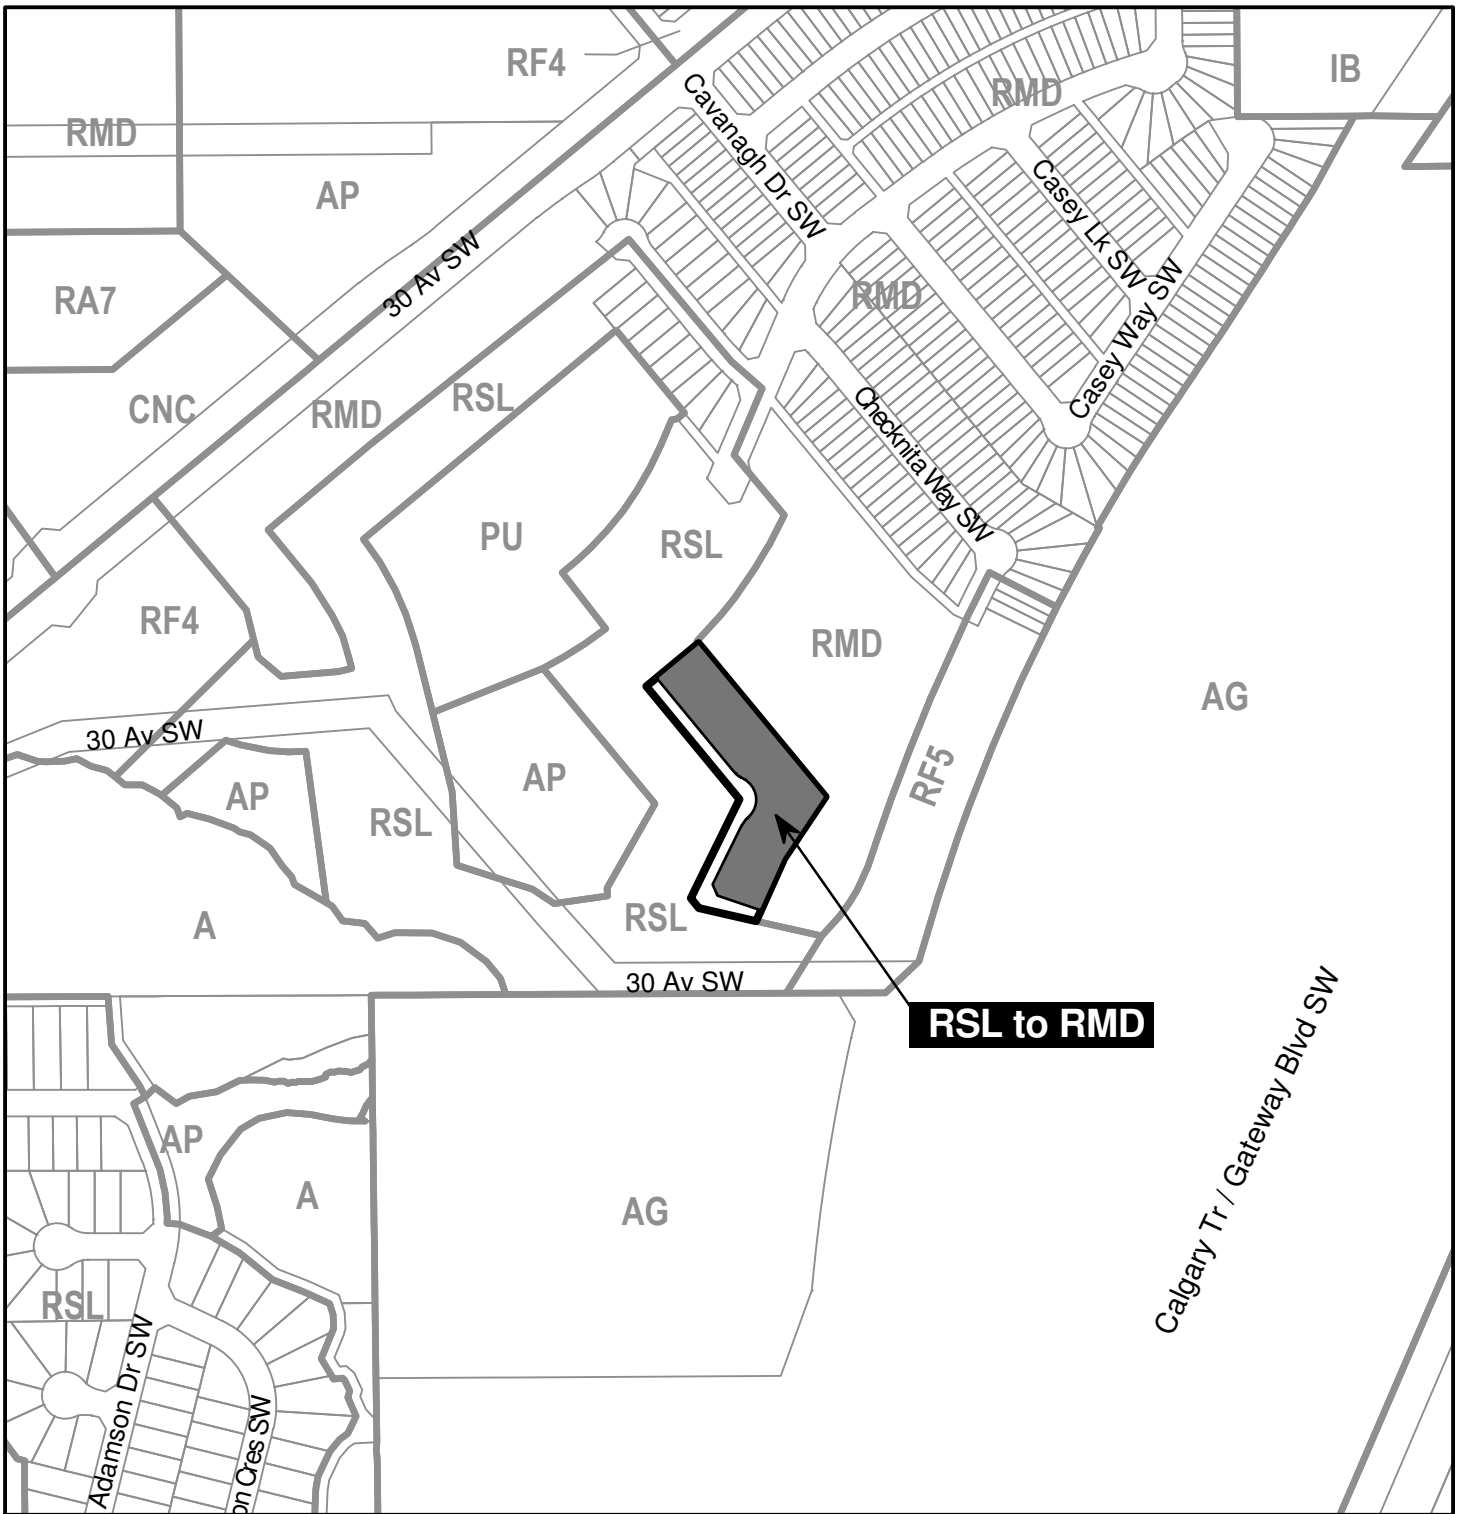 RF4
IB
RMD
RMD
Cavanagh Dr SW
AP
Casey Lk SW
30 Av SW
RA7
RMD
Casey Way SW
CNC
RMD
RSL
Checknita Way SW
PU
RSL
RF4
RMD
AG
30 Av SW
AP
AP
RSL
RF5
A
RSL
30 Av SW
RSL to RMD
Calgary Tr / Gateway Blvd SW
AP
A
AG
RSL
Adamson Dr SW
on Cres SW